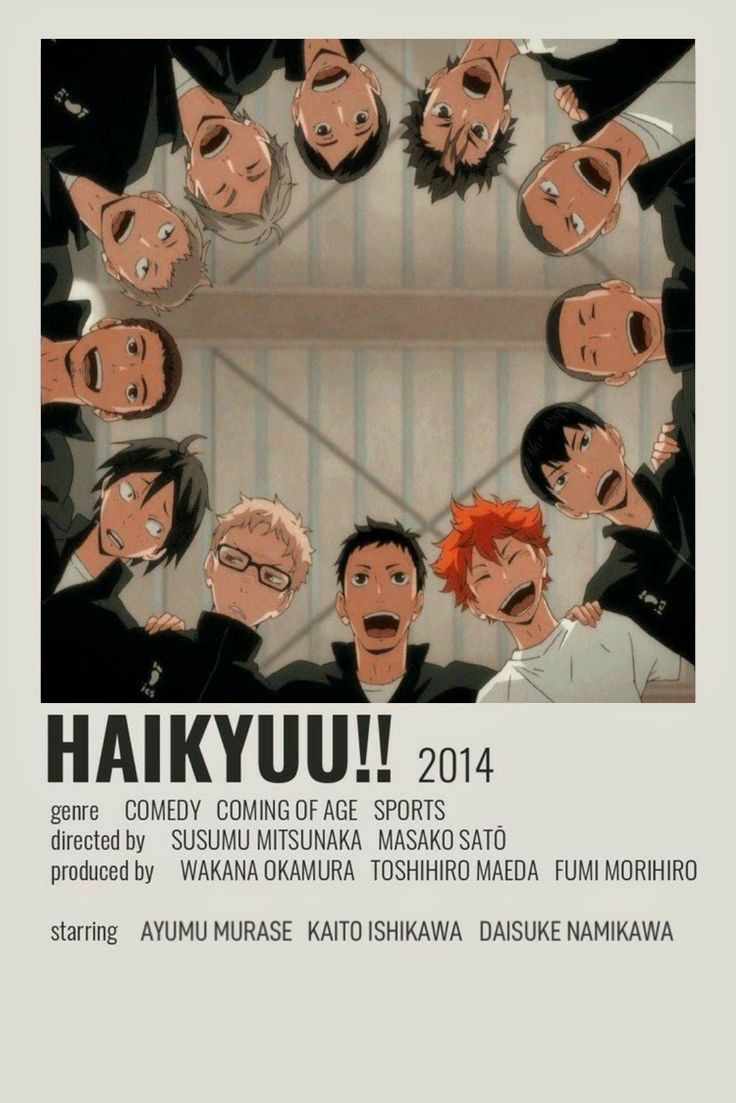 HAIKYUU!! 2014
genre COMEDY COMING OF AGE SPORTS
directed by SUSUMU MITSUNAKA MASAKO SATŌ
produced by WAKANA OKAMURA TOSHIHIRO MAEDA FUMI MORIHIRO
starring AYUMU MURASE KAITO ISHIKAWA DAISUKE NAMIKAWA